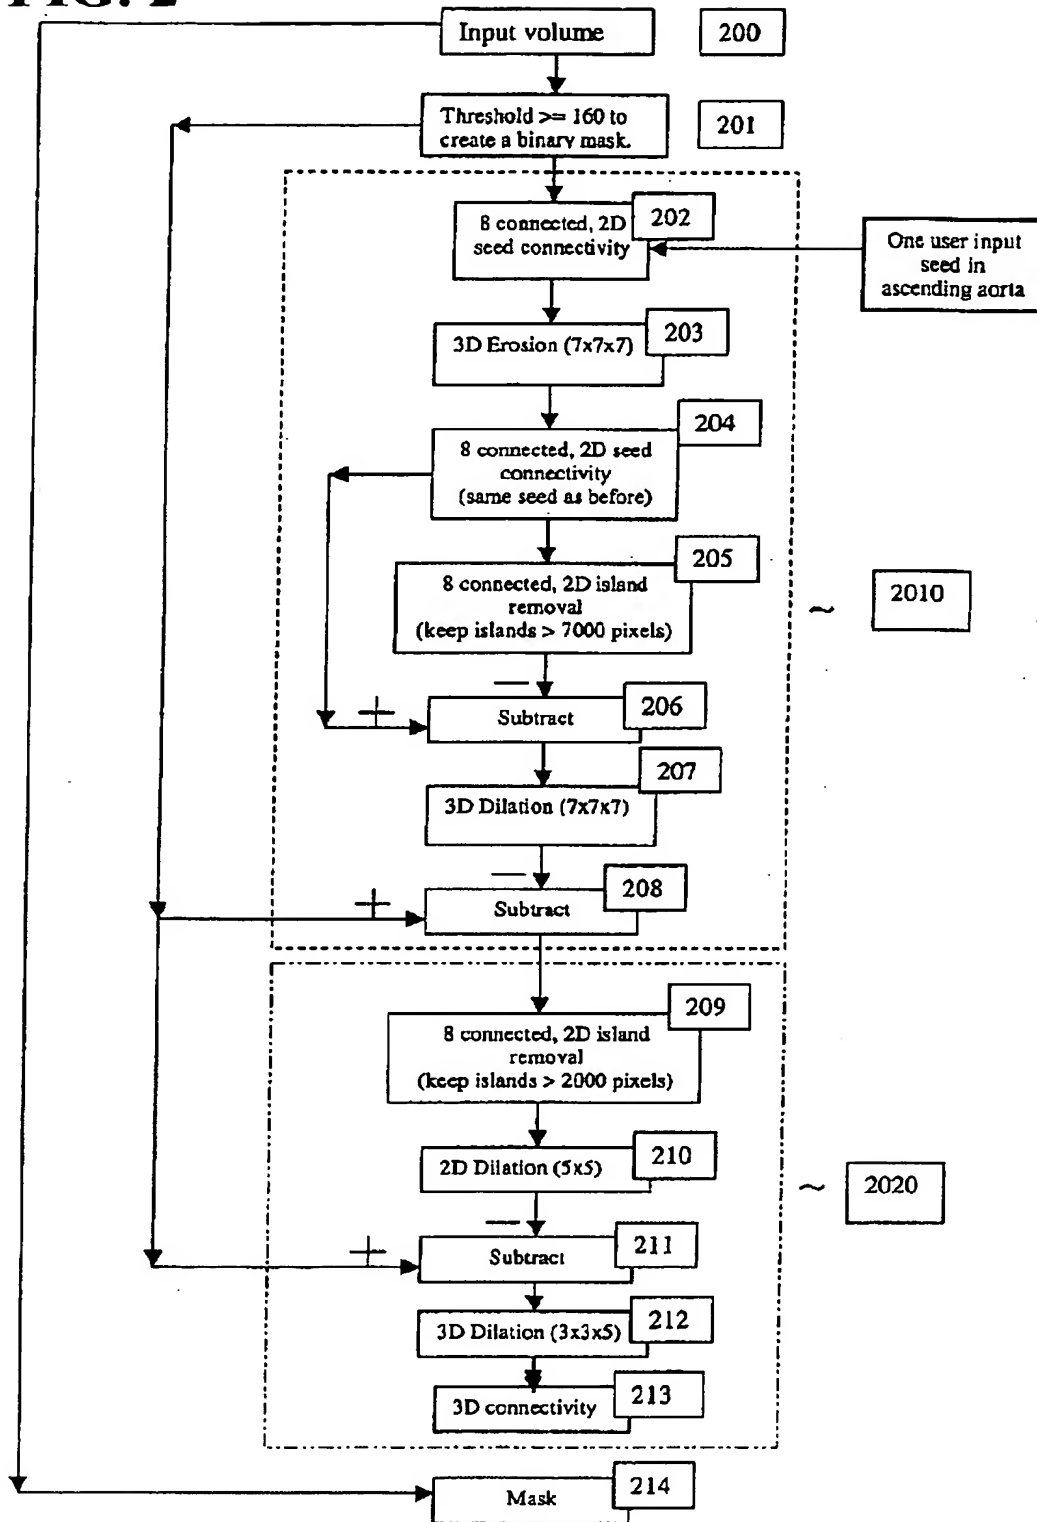 FIG. 2
Input volume
200
Threshold >= 160 to
create a binary mask.
201
8 connected, 2D
seed connectivity
202
One user input
seed in
ascending aorta
3D Erosion (7x7x7)
203
8 connected, 2D seed
connectivity
(same seed as before)
204
8 connected, 2D island
removal
(keep islands > 7000 pixels)
205
~ 2010
−
+
Subtract
206
3D Dilation (7x7x7)
207
−
+
Subtract
208
8 connected, 2D island
removal
(keep islands > 2000 pixels)
209
2D Dilation (5x5)
210
~ 2020
−
+
Subtract
211
3D Dilation (3x3x5)
212
3D connectivity
213
Mask
214